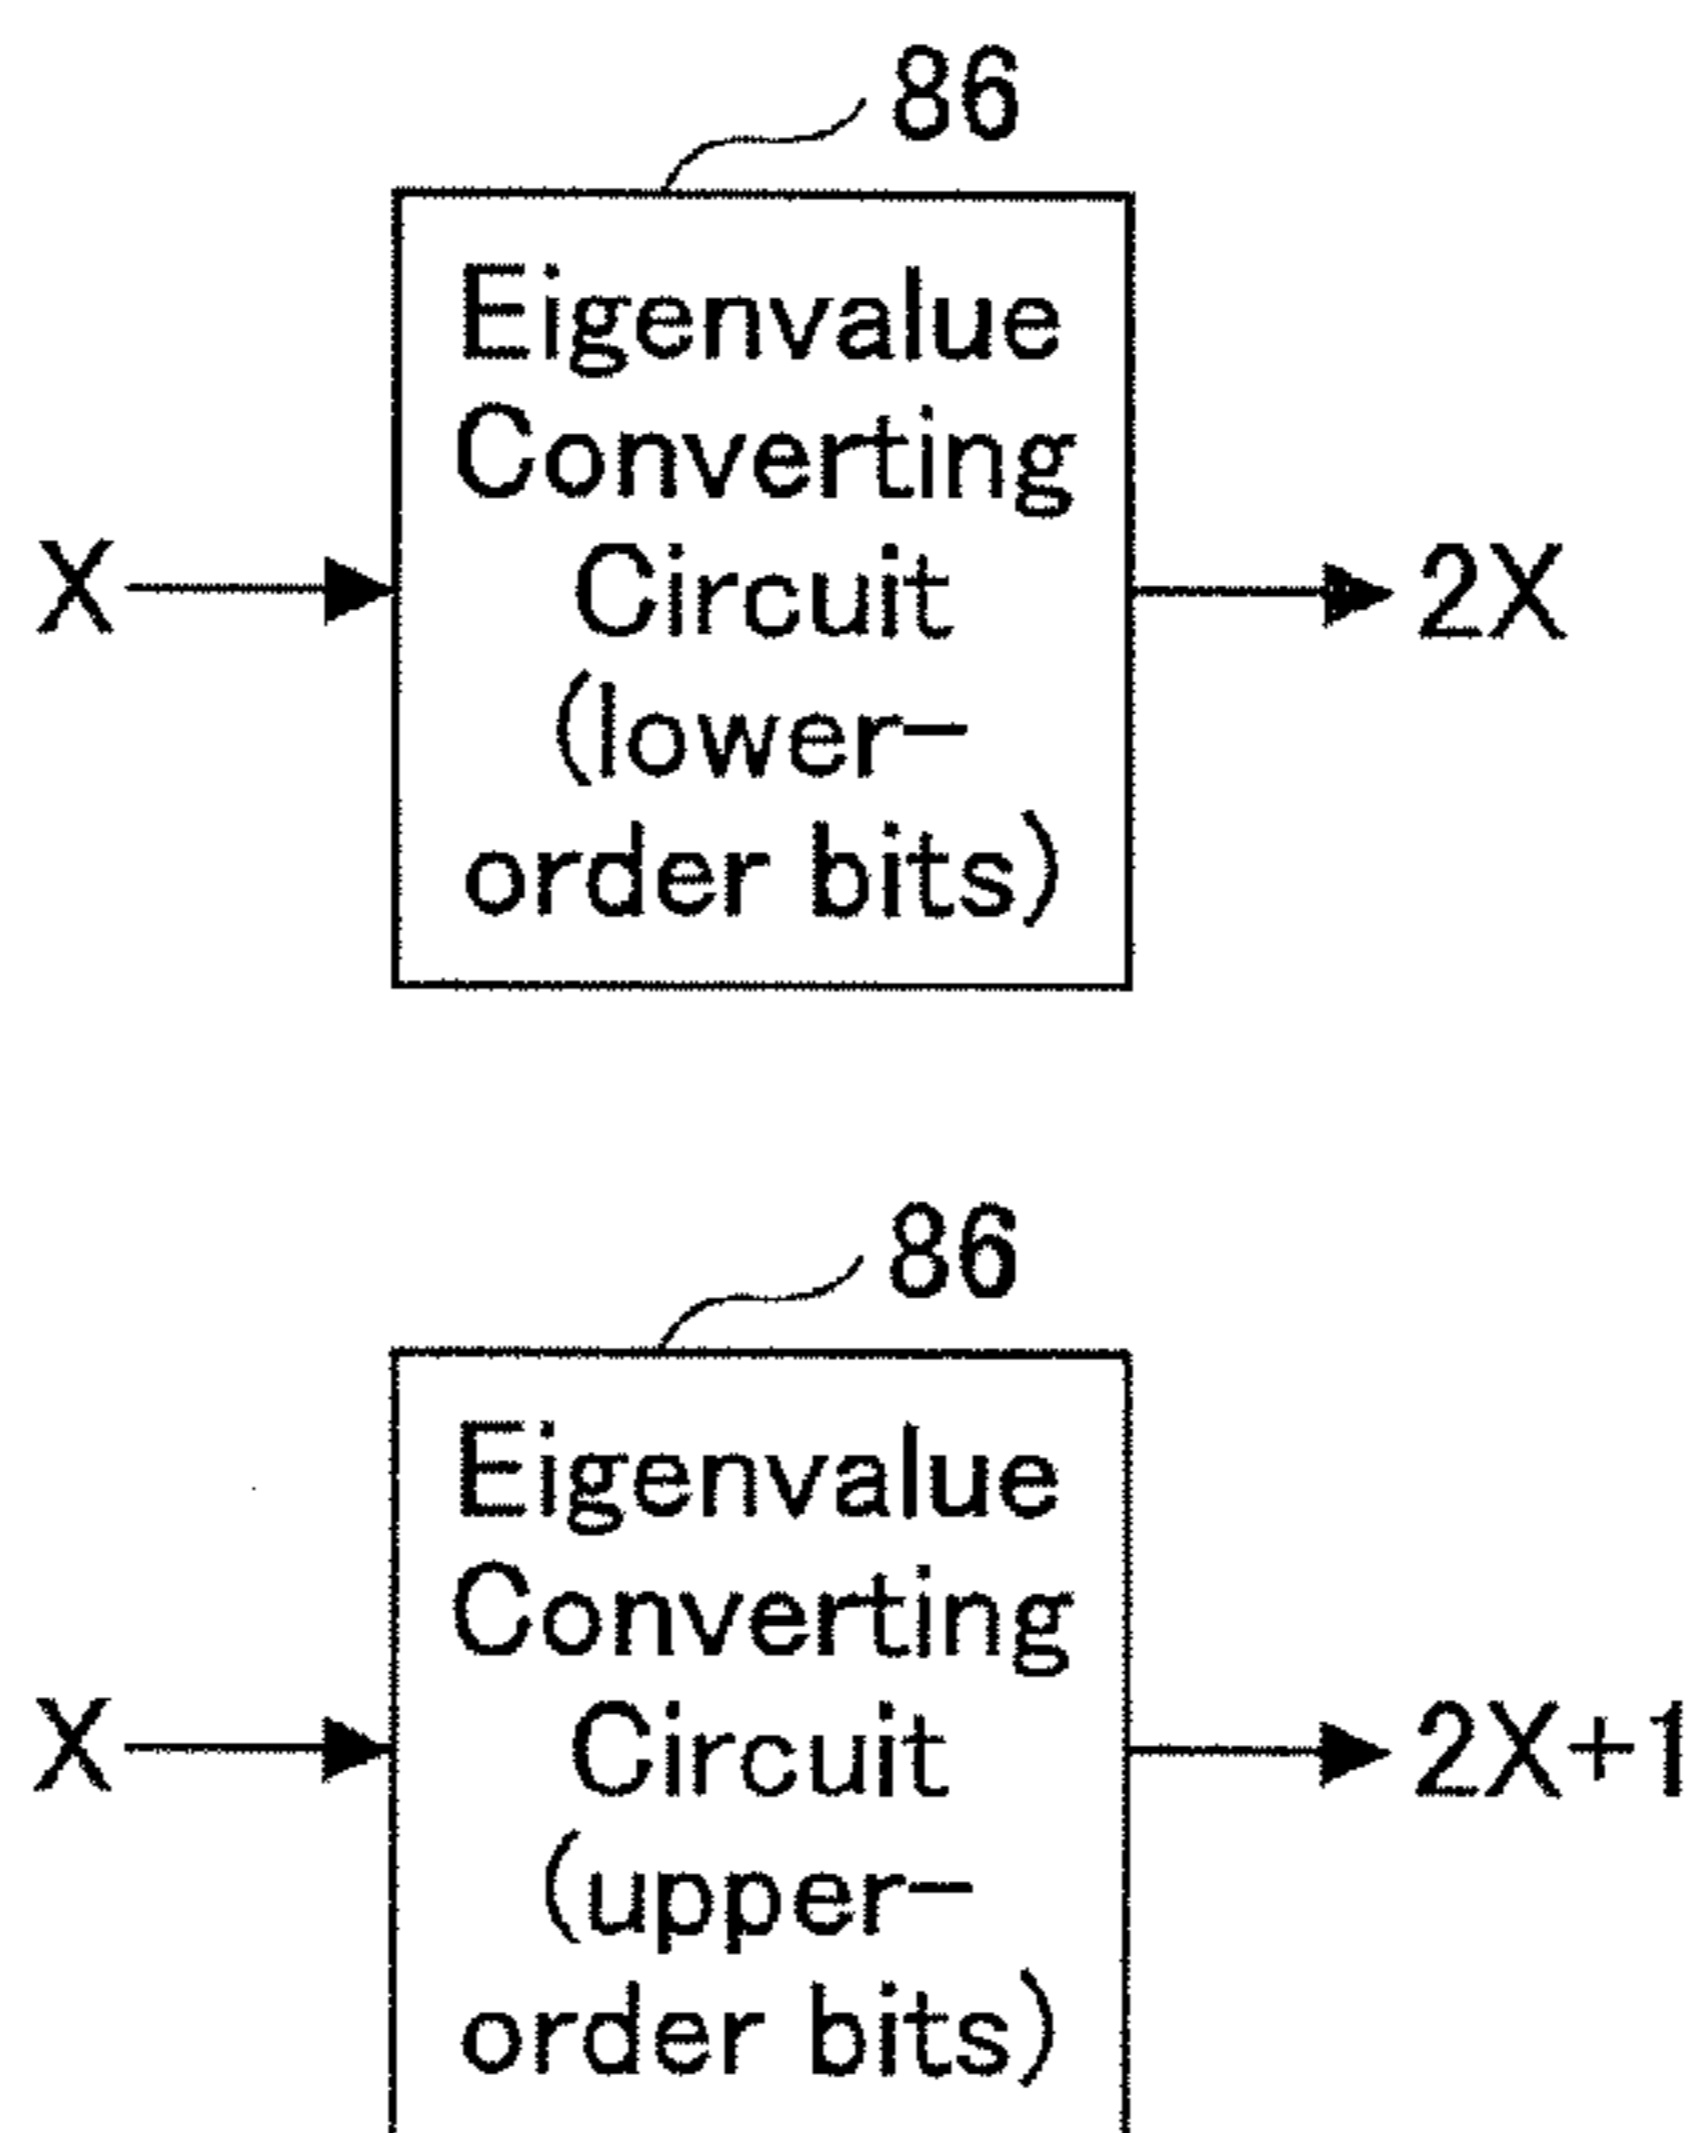 86
Eigenvalue
Converting
X
Circuit
2X
(lower-
order bits)
86
Eigenvalue
Converting
X
Circuit
2X+1
(upper-
order bits)